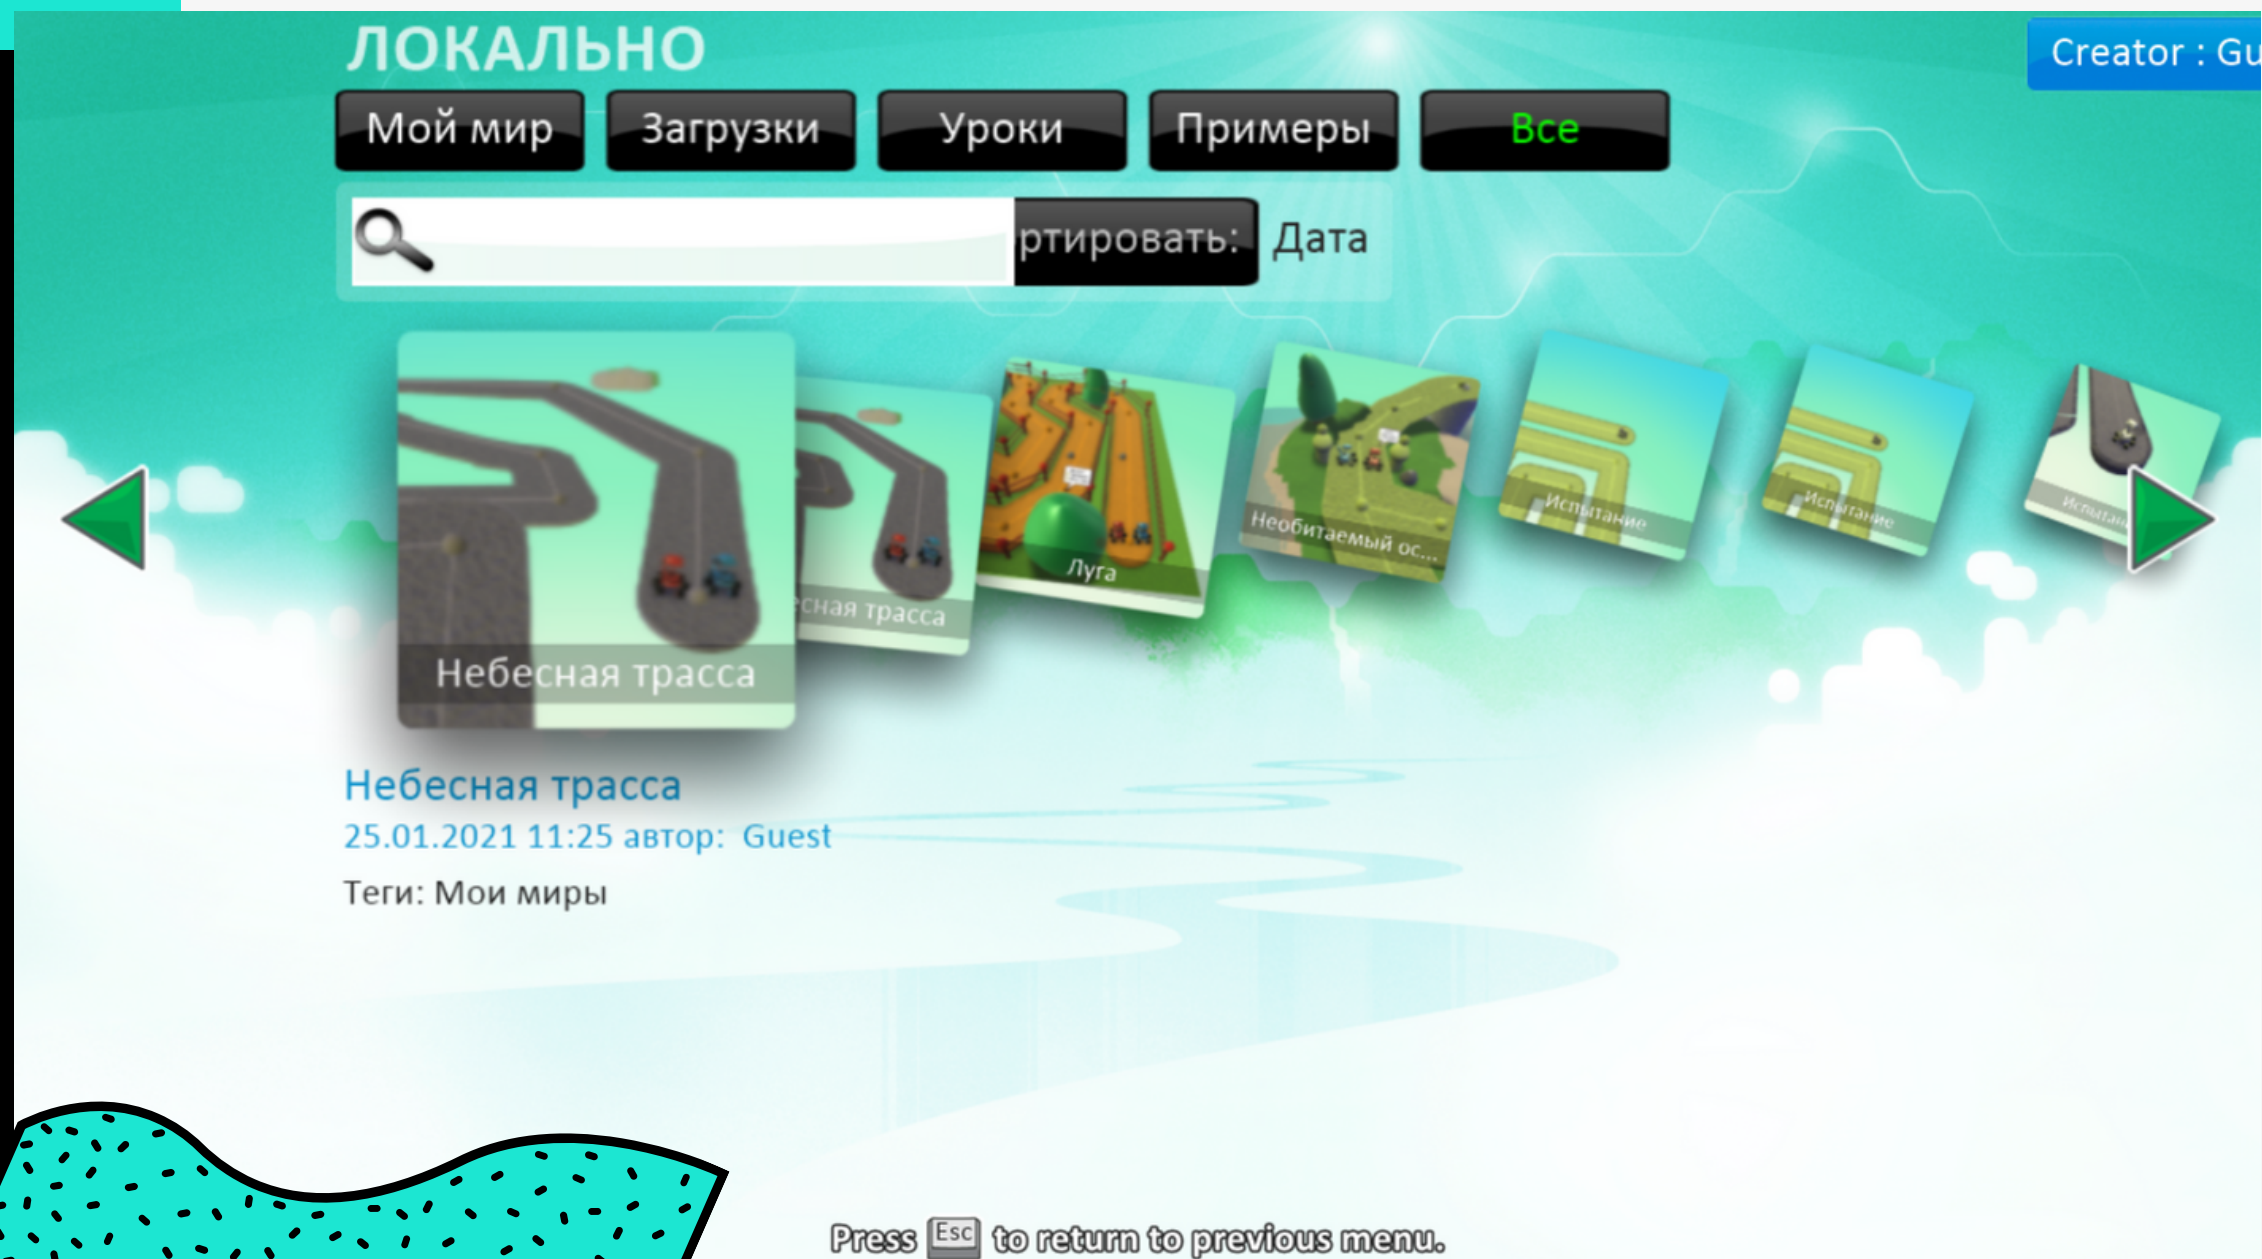 ЛОКАЛЬНО
Creator : Gu
Мой мир
Загрузки
Уроки
Примеры
Все
ртировать:
Дата
Небесная трасса
есная трасса
Луга
Необитаемый ос...
Испытание
Испытание
Испытан
Небесная трасса
25.01.2021 11:25 автор: Guest
Теги: Мои миры
Press Esc to return to previous menu.